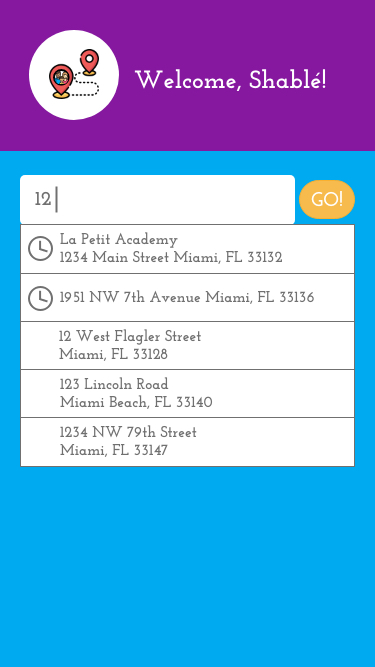 Welcome, Shablé!
12
GO!
La Petit Academy
1234 Main Street Miami, FL 33132
1951 NW 7th Avenue Miami, FL 33136
12 West Flagler Street
Miami, FL 33128
123 Lincoln Road
Miami Beach, FL 33140
1234 NW 79th Street
Miami, FL 33147